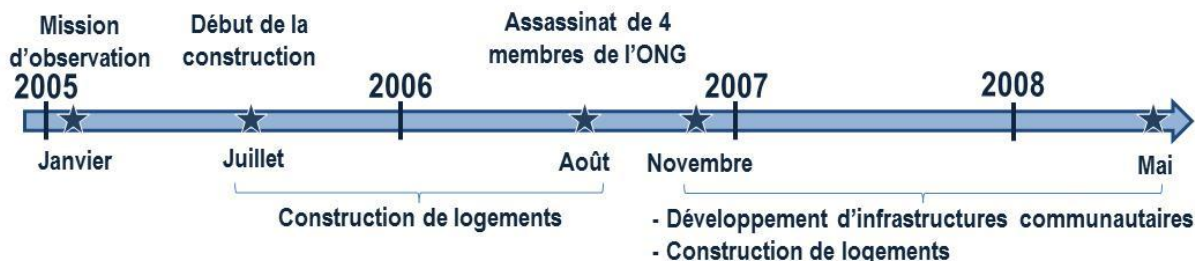 Mission
d'observation
Début de la
construction
Assassinat de 4
membres de l'ONG
2005
2006
2007
2008
Janvier
Juillet
Août
Novembre
Mai
Construction de logements
- Développement d'infrastructures communautaires
- Construction de logements